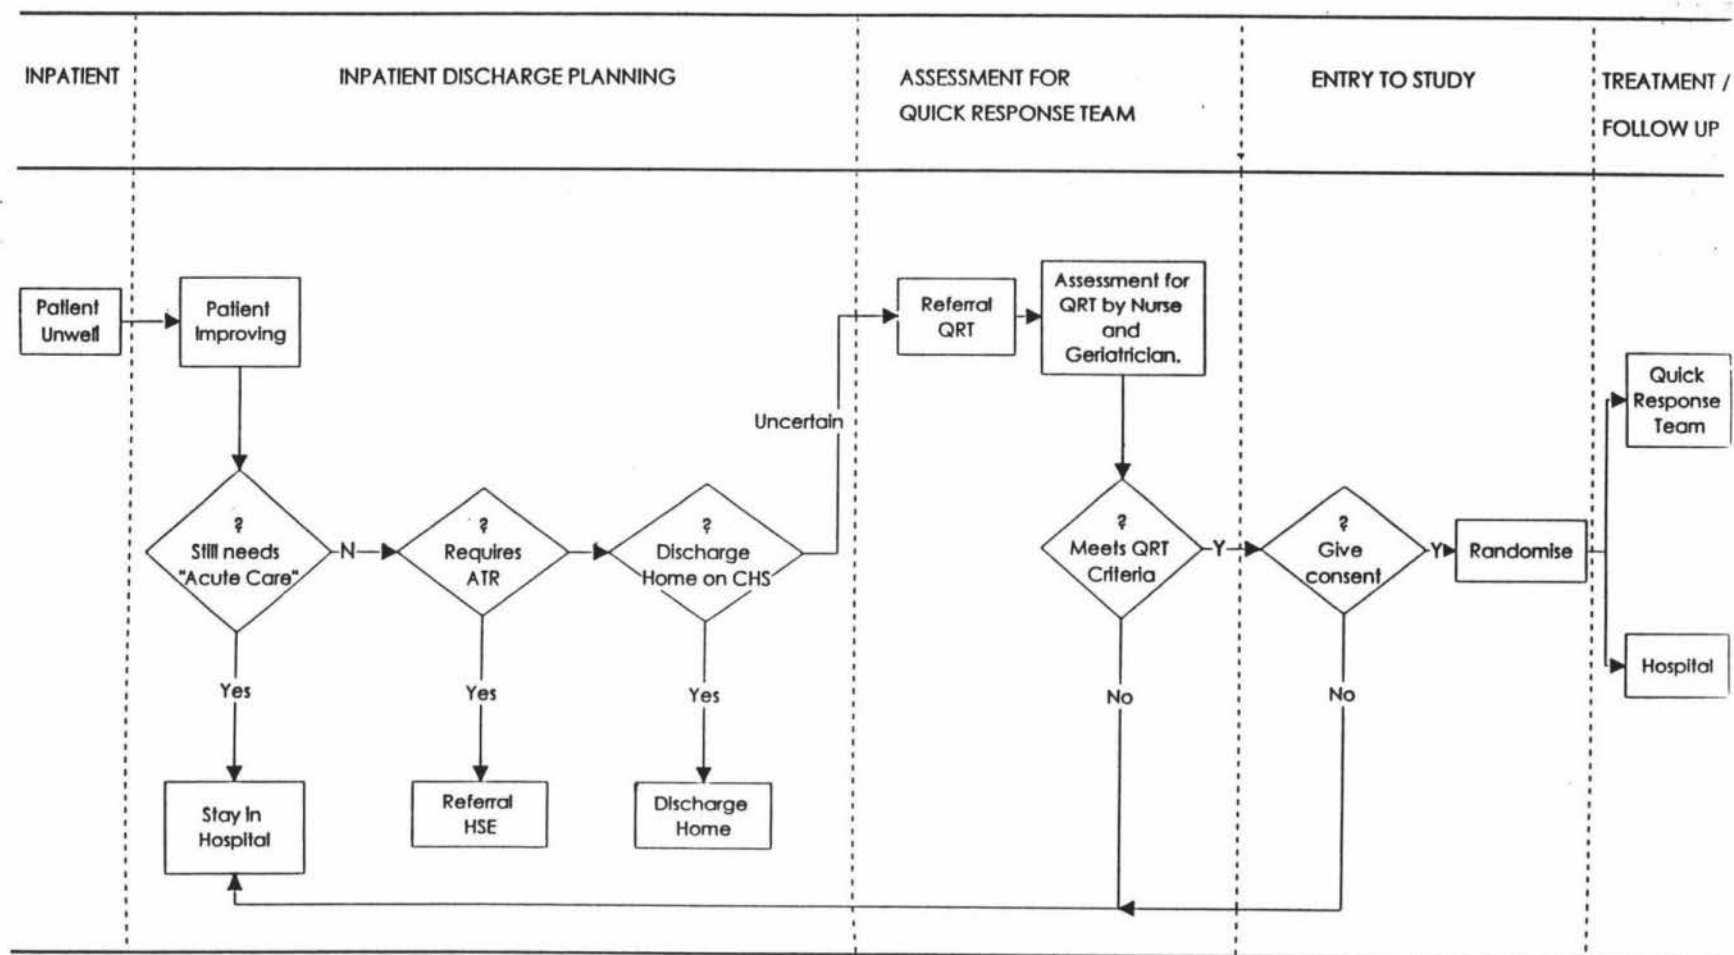 INPATIENT
INPATIENT DISCHARGE PLANNING
ASSESSMENT FOR
QUICK RESPONSE TEAM
ENTRY TO STUDY
TREATMENT /
FOLLOW UP
Patient
Unwell
Patient
Improving
?
Still needs
"Acute Care"
N
?
Requires
ATR
?
Discharge
Home on CHS
Uncertain
Yes
Yes
Yes
Stay in
Hospital
Referral
HSE
Discharge
Home
Referral
QRT
Assessment for
QRT by Nurse
and
Geriatrician.
?
Meets QRT
Criteria
Y
No
?
Give
consent
Y
No
Randomise
Quick
Response
Team
Hospital